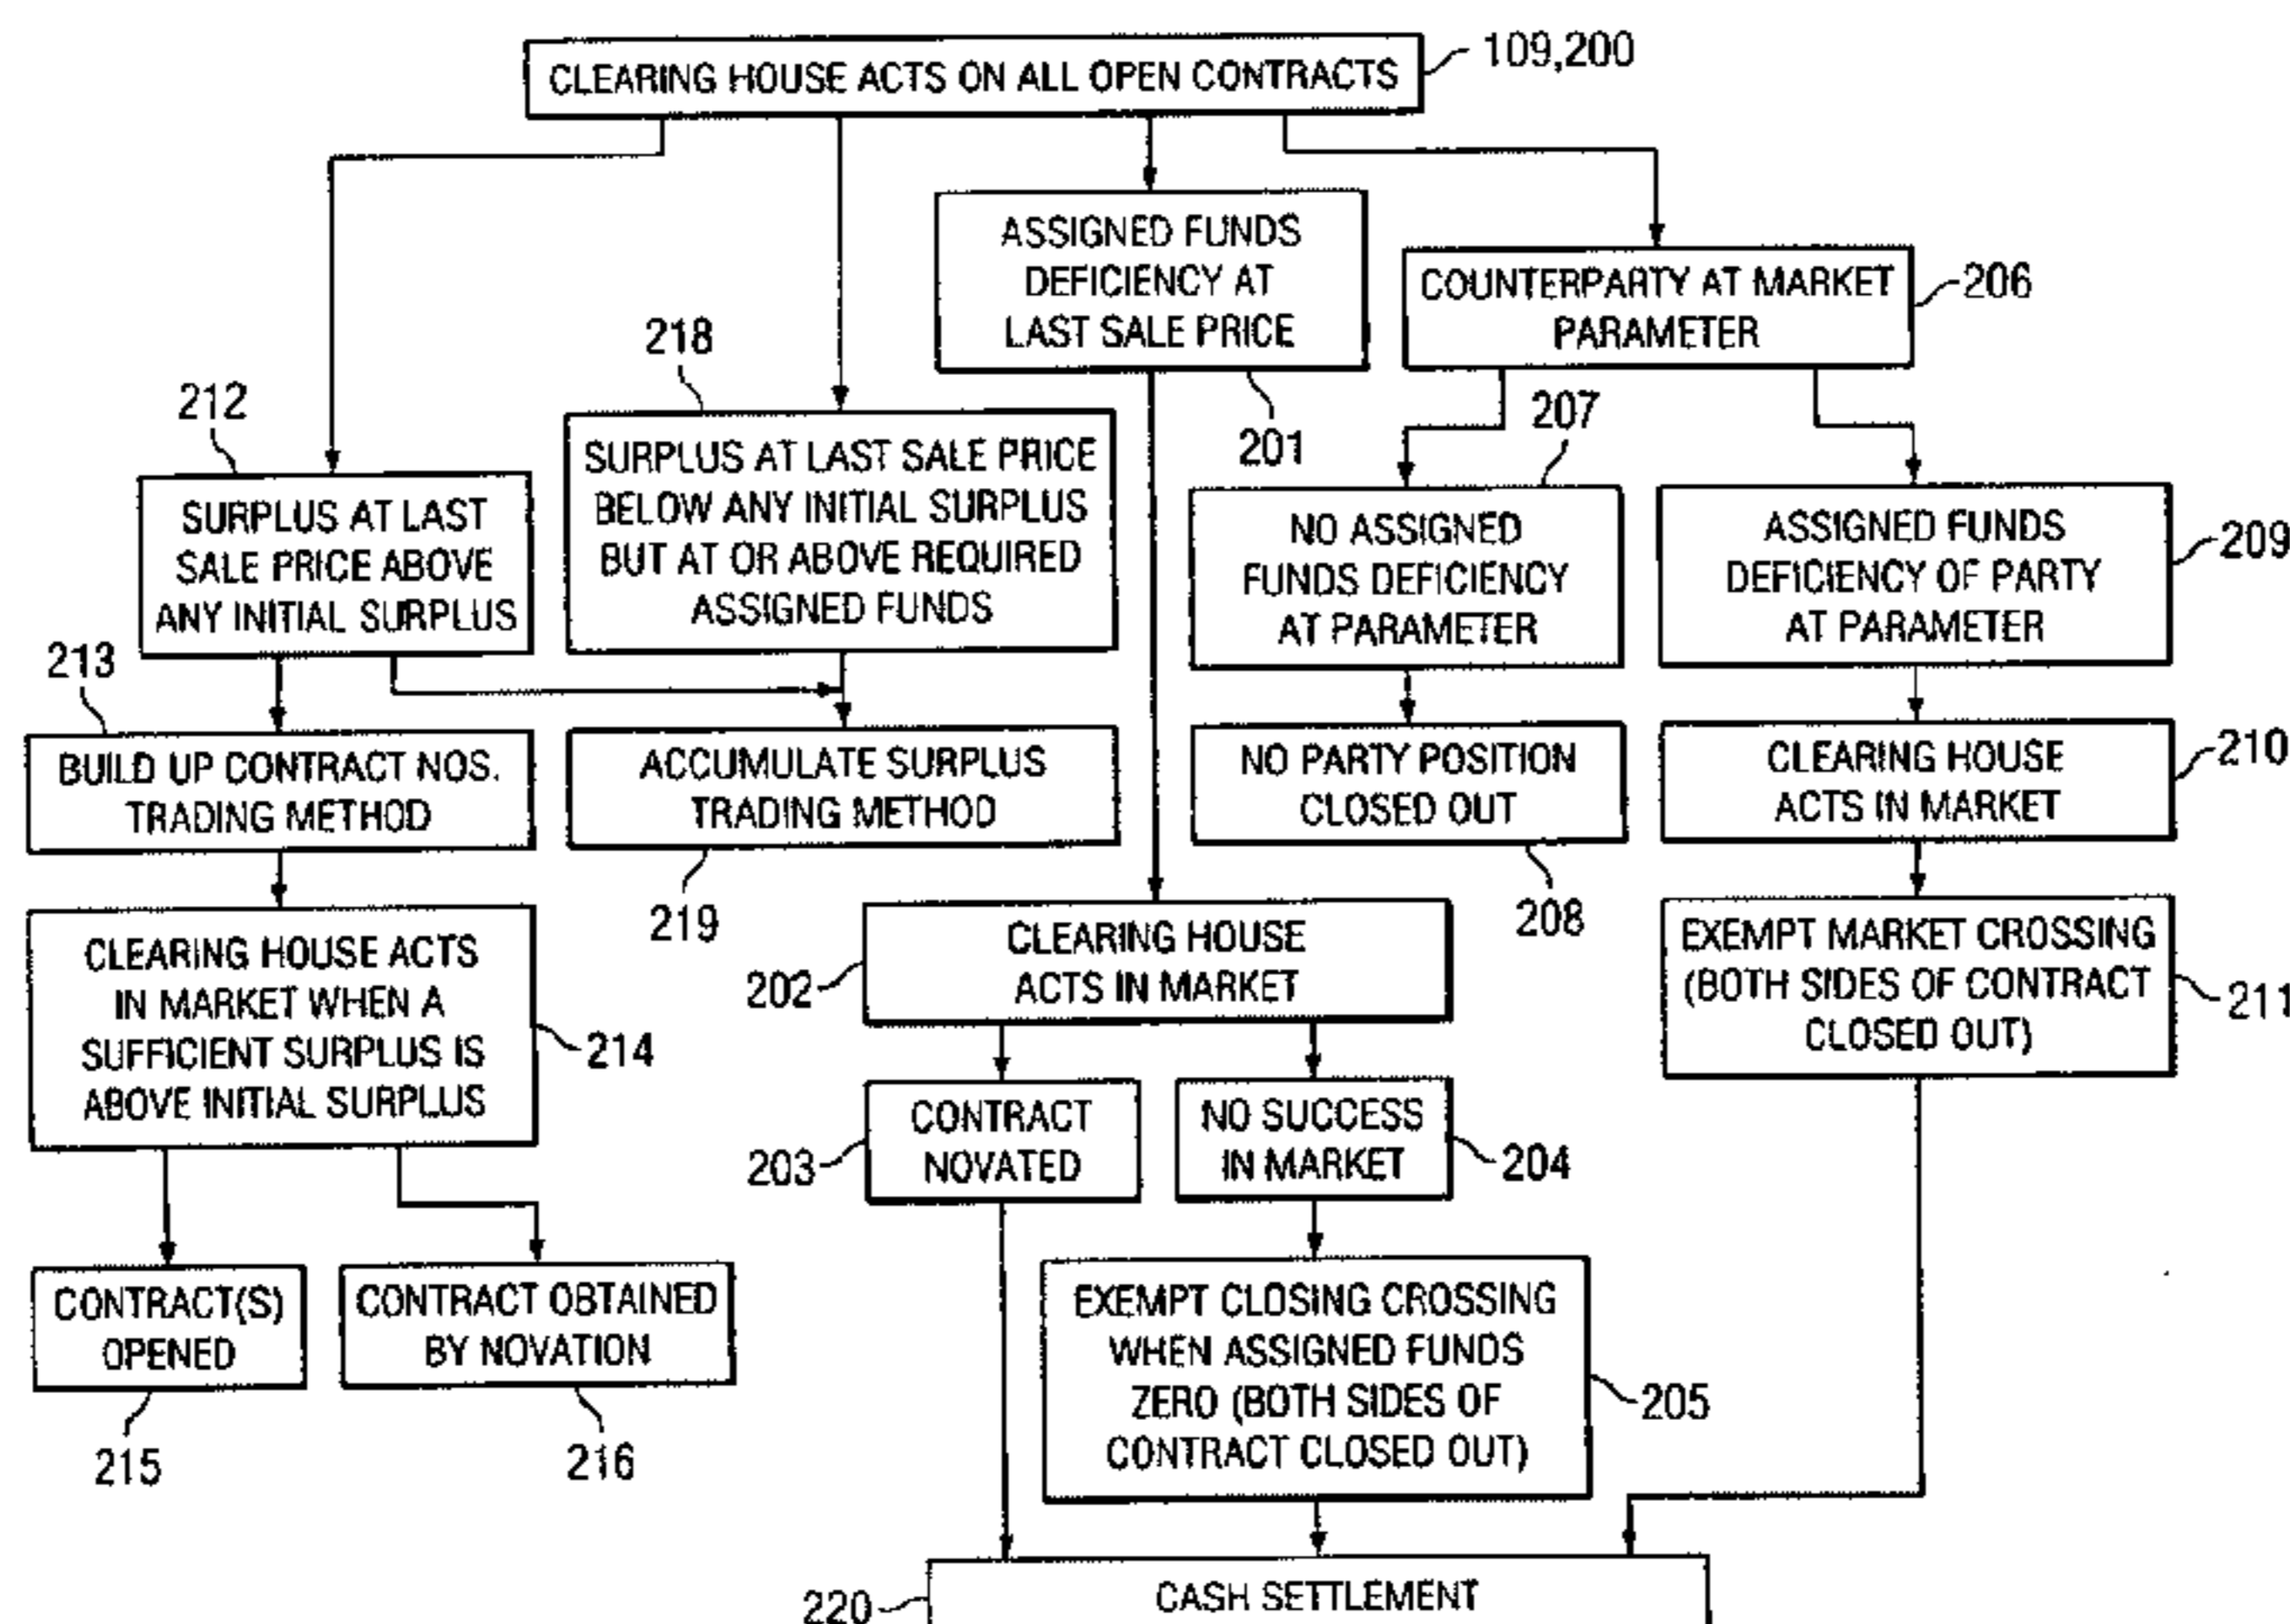 CLEARING HOUSE ACTS ON ALL OPEN CONTRACTS
109,200
ASSIGNED FUNDS
DEFICIENCY AT
LAST SALE PRICE
201
COUNTERPARTY AT MARKET
PARAMETER
206
218
SURPLUS AT LAST SALE PRICE
BELOW ANY INITIAL SURPLUS
BUT AT OR ABOVE REQUIRED
ASSIGNED FUNDS
212
SURPLUS AT LAST
SALE PRICE ABOVE
ANY INITIAL SURPLUS
207
NO ASSIGNED
FUNDS DEFICIENCY
AT PARAMETER
ASSIGNED FUNDS
DEFICIENCY OF PARTY
AT PARAMETER
209
213
BUILD UP CONTRACT NOS.
TRADING METHOD
ACCUMULATE SURPLUS
TRADING METHOD
219
NO PARTY POSITION
CLOSED OUT
208
CLEARING HOUSE
ACTS IN MARKET
210
CLEARING HOUSE ACTS
IN MARKET WHEN A
SUFFICIENT SURPLUS IS
ABOVE INITIAL SURPLUS
214
CLEARING HOUSE
ACTS IN MARKET
202
EXEMPT MARKET CROSSING
(BOTH SIDES OF CONTRACT
CLOSED OUT)
211
CONTRACT
NOVATED
203
NO SUCCESS
IN MARKET
204
CONTRACT(S)
OPENED
215
CONTRACT OBTAINED
BY NOVATION
216
EXEMPT CLOSING CROSSING
WHEN ASSIGNED FUNDS
ZERO (BOTH SIDES OF
CONTRACT CLOSED OUT)
205
CASH SETTLEMENT
220